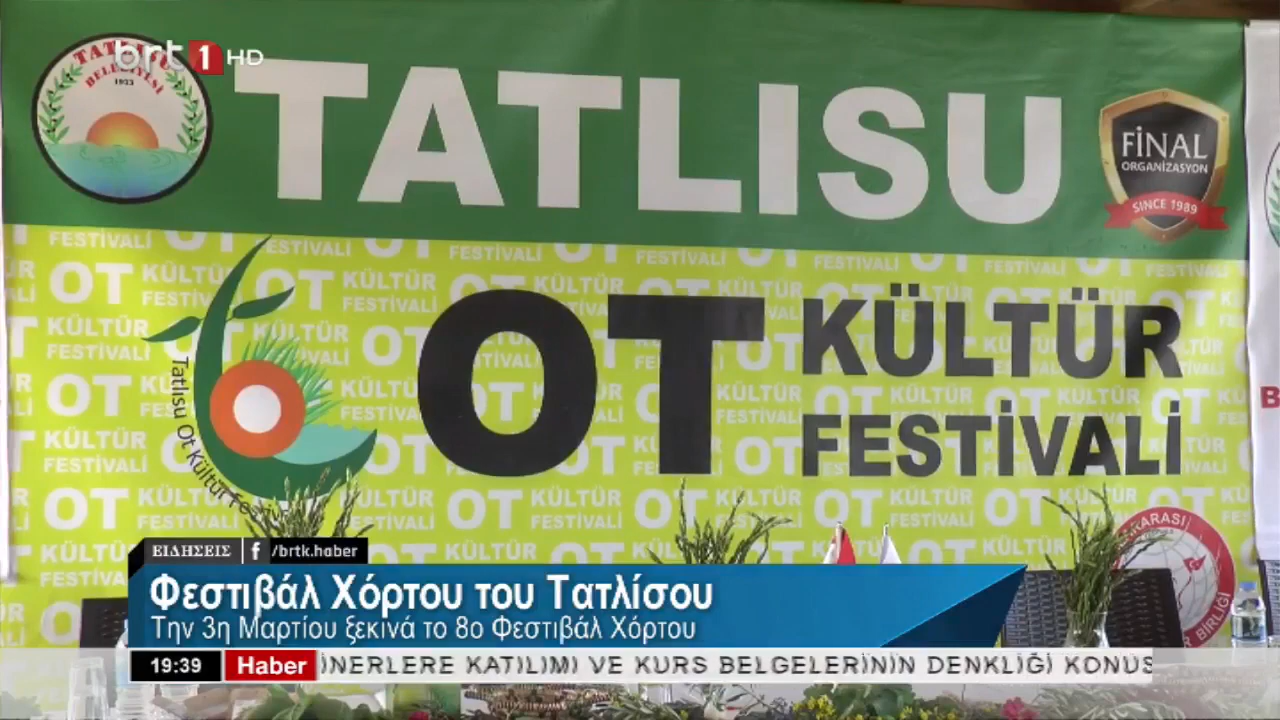 brt 1 HD
TATLISU
BELEDİYESİ
1923
TATLISU
FİNAL
ORGANİZASYON
SINCE 1989
OT KÜLTÜR
FESTİVALİ
Tatlısu Ot Kültür
ΕΙΔΗΣΕΙΣ f /brtk.haber
Φεστιβάλ Χόρτου του Τατλίσου
Την 3η Μαρτίου ξεκινά το 8ο Φεστιβάλ Χόρτου
19:39 Haber İNERLERE KATILIMI VE KURS BELGELERİNİN DENKLİĞİ KONUS